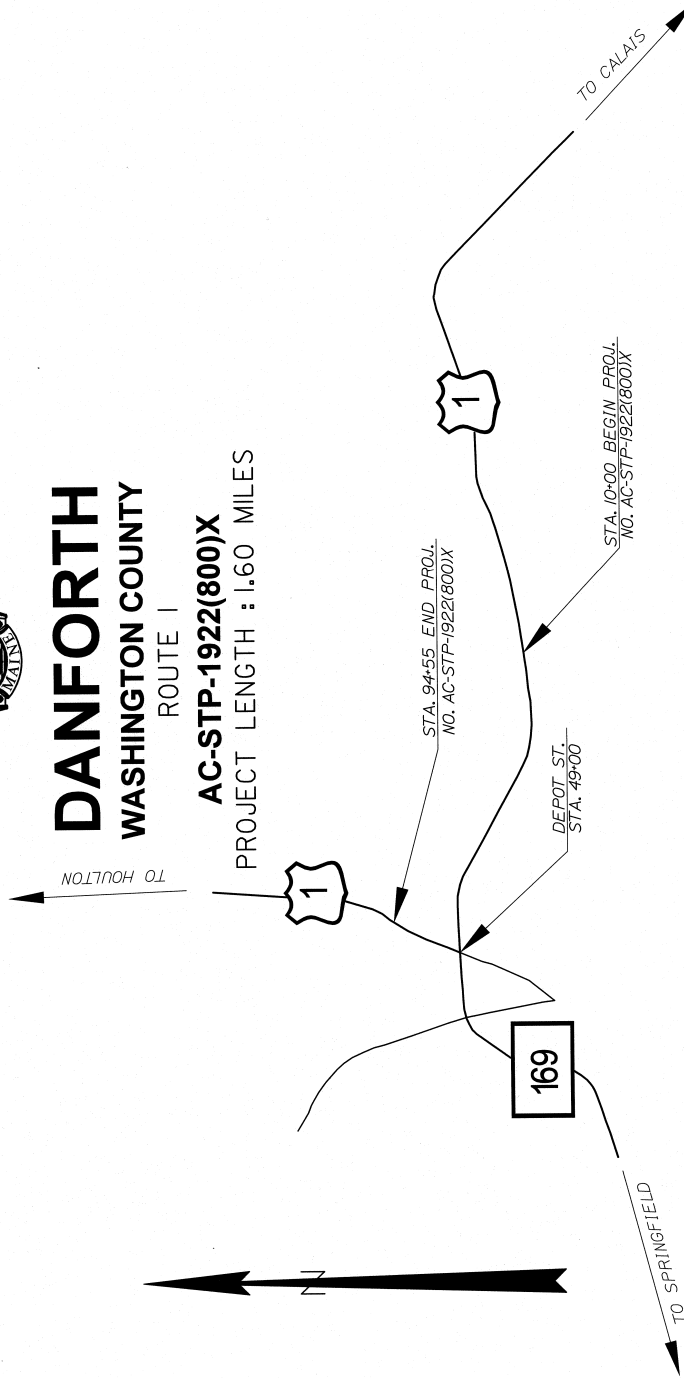 MAINE
DANFORTH
WASHINGTON COUNTY
ROUTE 1
AC-STP-1922(800)X
PROJECT LENGTH : 1.60 MILES
TO HOULTON
1
STA. 94+55 END PROJ.
NO. AC-STP-1922(800)X
1
TO CALAIS
STA. 10+00 BEGIN PROJ.
NO. AC-STP-1922(800)X
DEPOT ST.
STA. 49+00
169
TO SPRINGFIELD
N